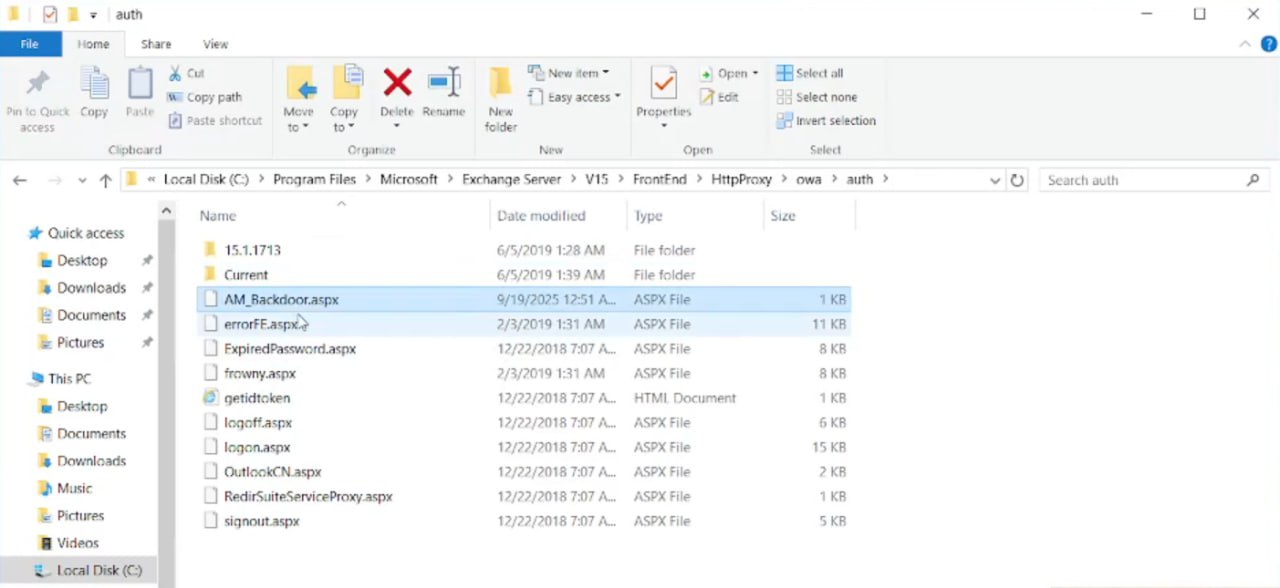 auth
File Home Share View
Pin to Quick access
Copy
Paste
Cut
Copy path
Paste shortcut
Clipboard
Move to
Copy to
Delete
Rename
Organize
New folder
New item
Easy access
New
Properties
Open
Edit
Open
Select all
Select none
Invert selection
Select
« Local Disk (C:) > Program Files > Microsoft > Exchange Server > V15 > FrontEnd > HttpProxy > owa > auth >
Search auth
Quick access
Desktop
Downloads
Documents
Pictures
This PC
Desktop
Documents
Downloads
Music
Pictures
Videos
Local Disk (C:)
Name Date modified Type Size
15.1.1713 6/5/2019 1:28 AM File folder
Current 6/5/2019 1:39 AM File folder
AM_Backdoor.aspx 9/19/2025 12:51 A... ASPX File 1 KB
errorFE.aspx 2/3/2019 1:31 AM ASPX File 11 KB
ExpiredPassword.aspx 12/22/2018 7:07 A... ASPX File 8 KB
frowny.aspx 2/3/2019 1:31 AM ASPX File 8 KB
getidtoken 12/22/2018 7:07 A... HTML Document 1 KB
logoff.aspx 12/22/2018 7:07 A... ASPX File 6 KB
logon.aspx 12/22/2018 7:07 A... ASPX File 15 KB
OutlookCN.aspx 12/22/2018 7:07 A... ASPX File 2 KB
RedirSuiteServiceProxy.aspx 12/22/2018 7:07 A... ASPX File 1 KB
signout.aspx 12/22/2018 7:07 A... ASPX File 5 KB